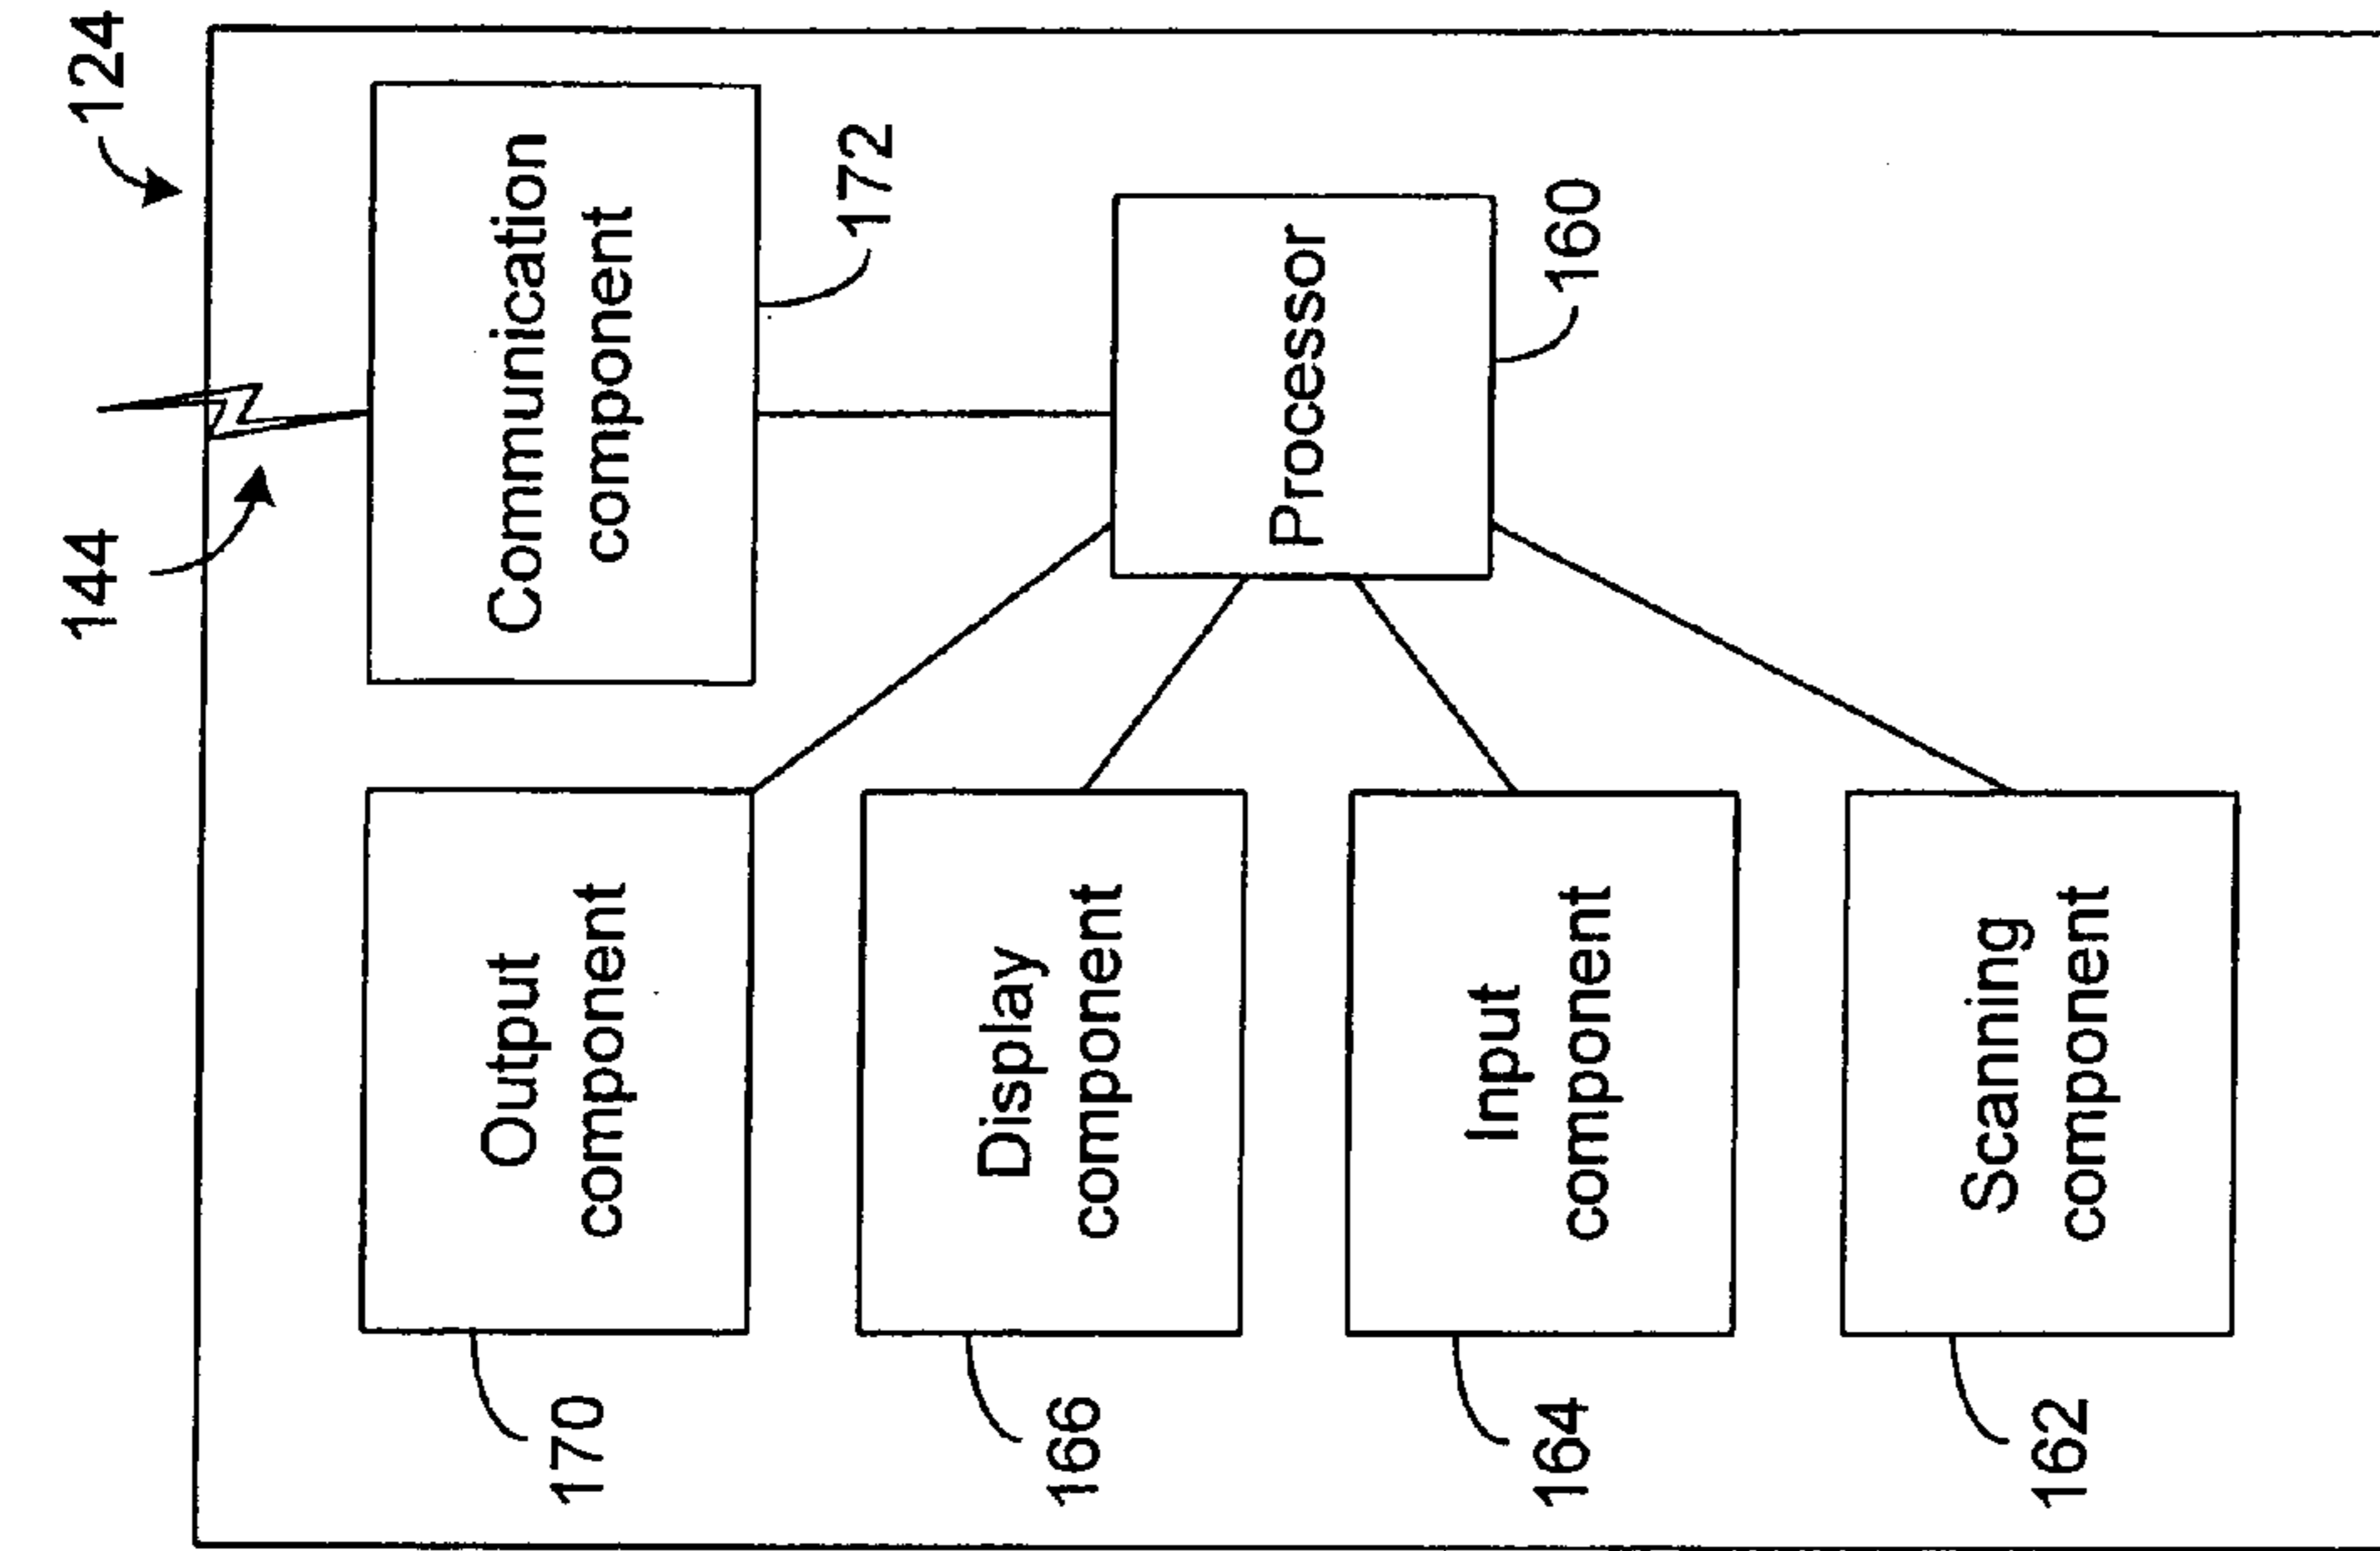 124
144
Communication
component
172
Processor
160
Output
component
170
Display
component
166
Input
component
164
Scanning
component
162